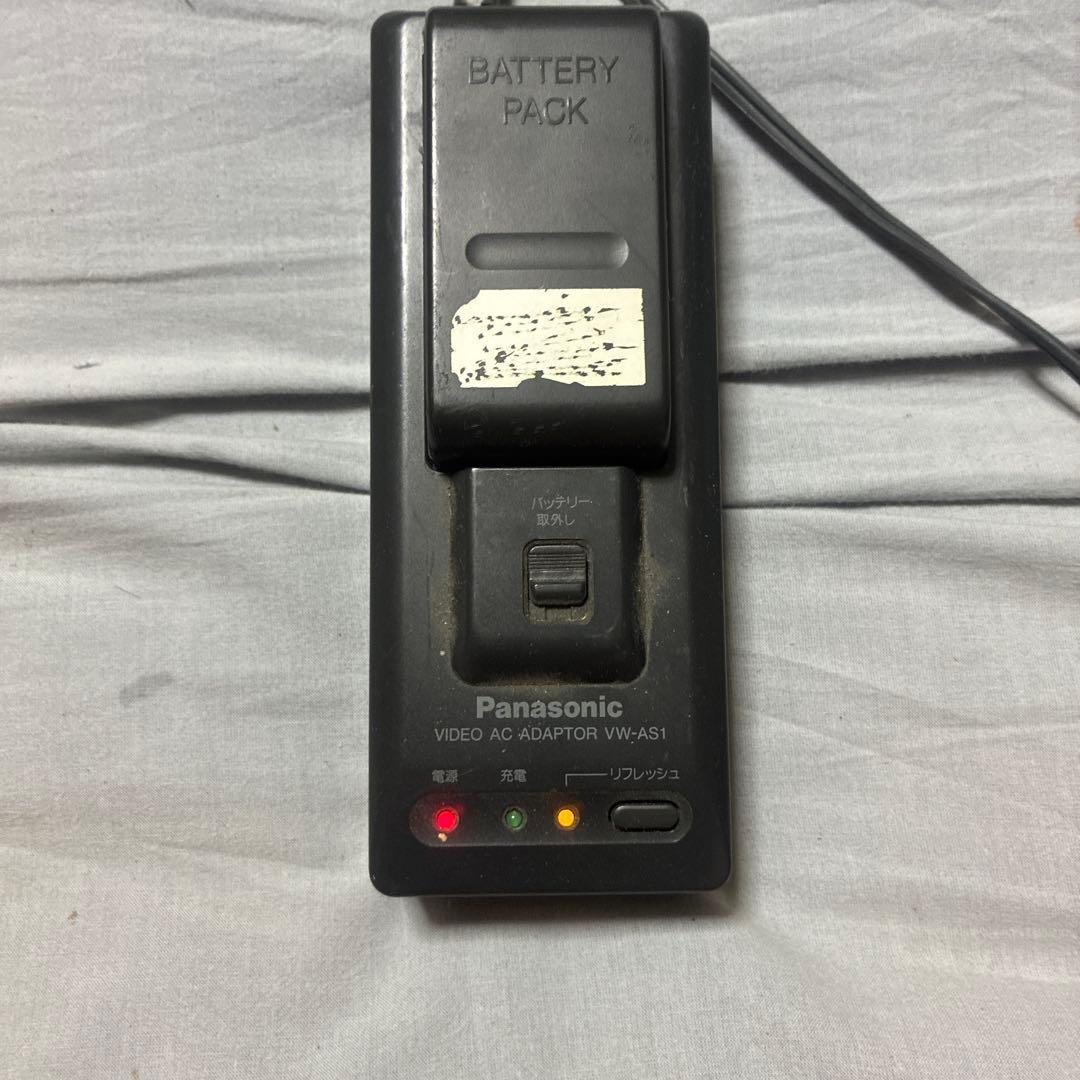 BATTERY
PACK
バッテリー
取外し
Panasonic
VIDEO AC ADAPTOR VW-AS1
電源 充電 リフレッシュ